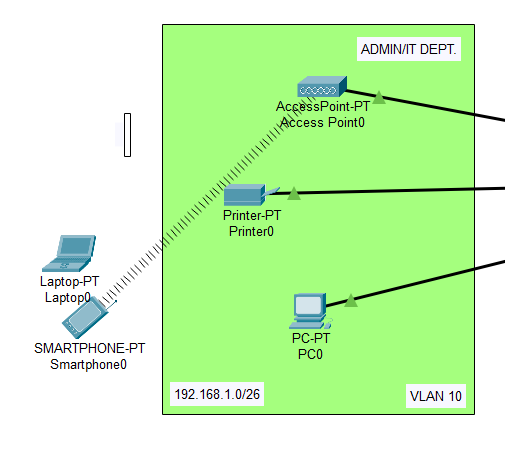 ADMIN/IT DEPT.
AccessPoint-PT
Access Point0
Printer-PT
Printer0
Laptop-PT
Laptop0
SMARTPHONE-PT
Smartphone0
PC-PT
PC0
192.168.1.0/26
VLAN 10